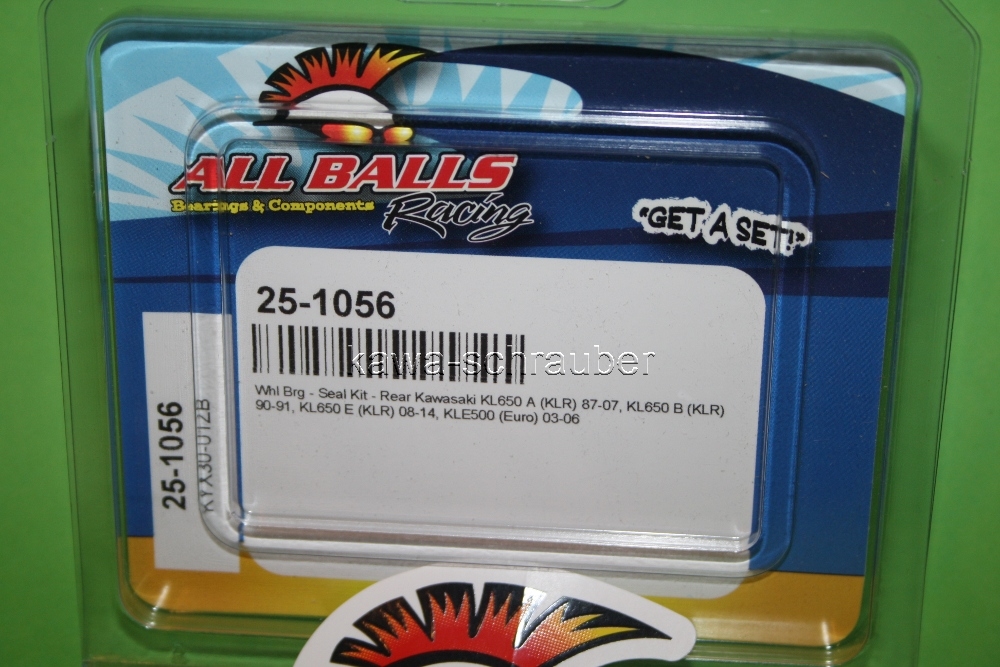 ALL BALLS
Bearings & Components
Racing
"GET A SET!"
25-1056
kawa-schrauber
Whl Brg - Seal Kit - Rear Kawasaki KL650 A (KLR) 87-07, KL650 B (KLR)
90-91, KL650 E (KLR) 08-14, KLE500 (Euro) 03-06
25-1056